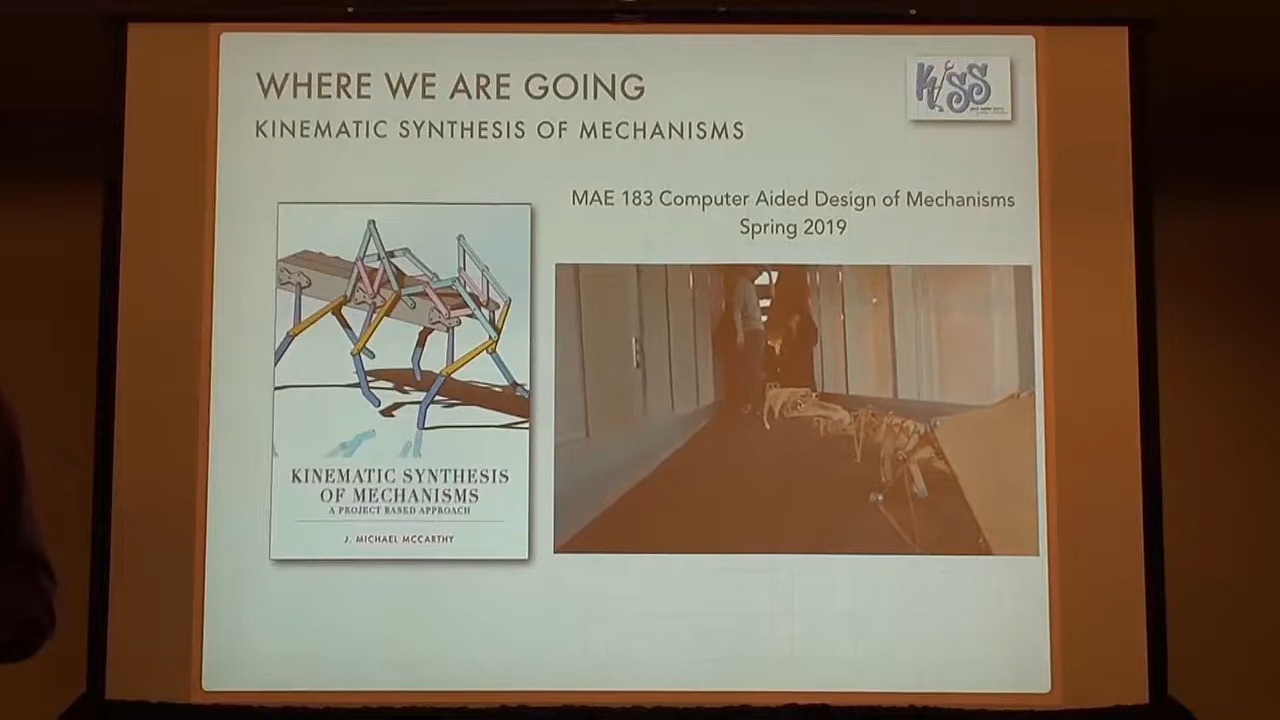 WHERE WE ARE GOING
KINEMATIC SYNTHESIS OF MECHANISMS
KiSS
MAE 183 Computer Aided Design of Mechanisms
Spring 2019
KINEMATIC SYNTHESIS
OF MECHANISMS
A PROJECT BASED APPROACH
J. MICHAEL MCCARTHY